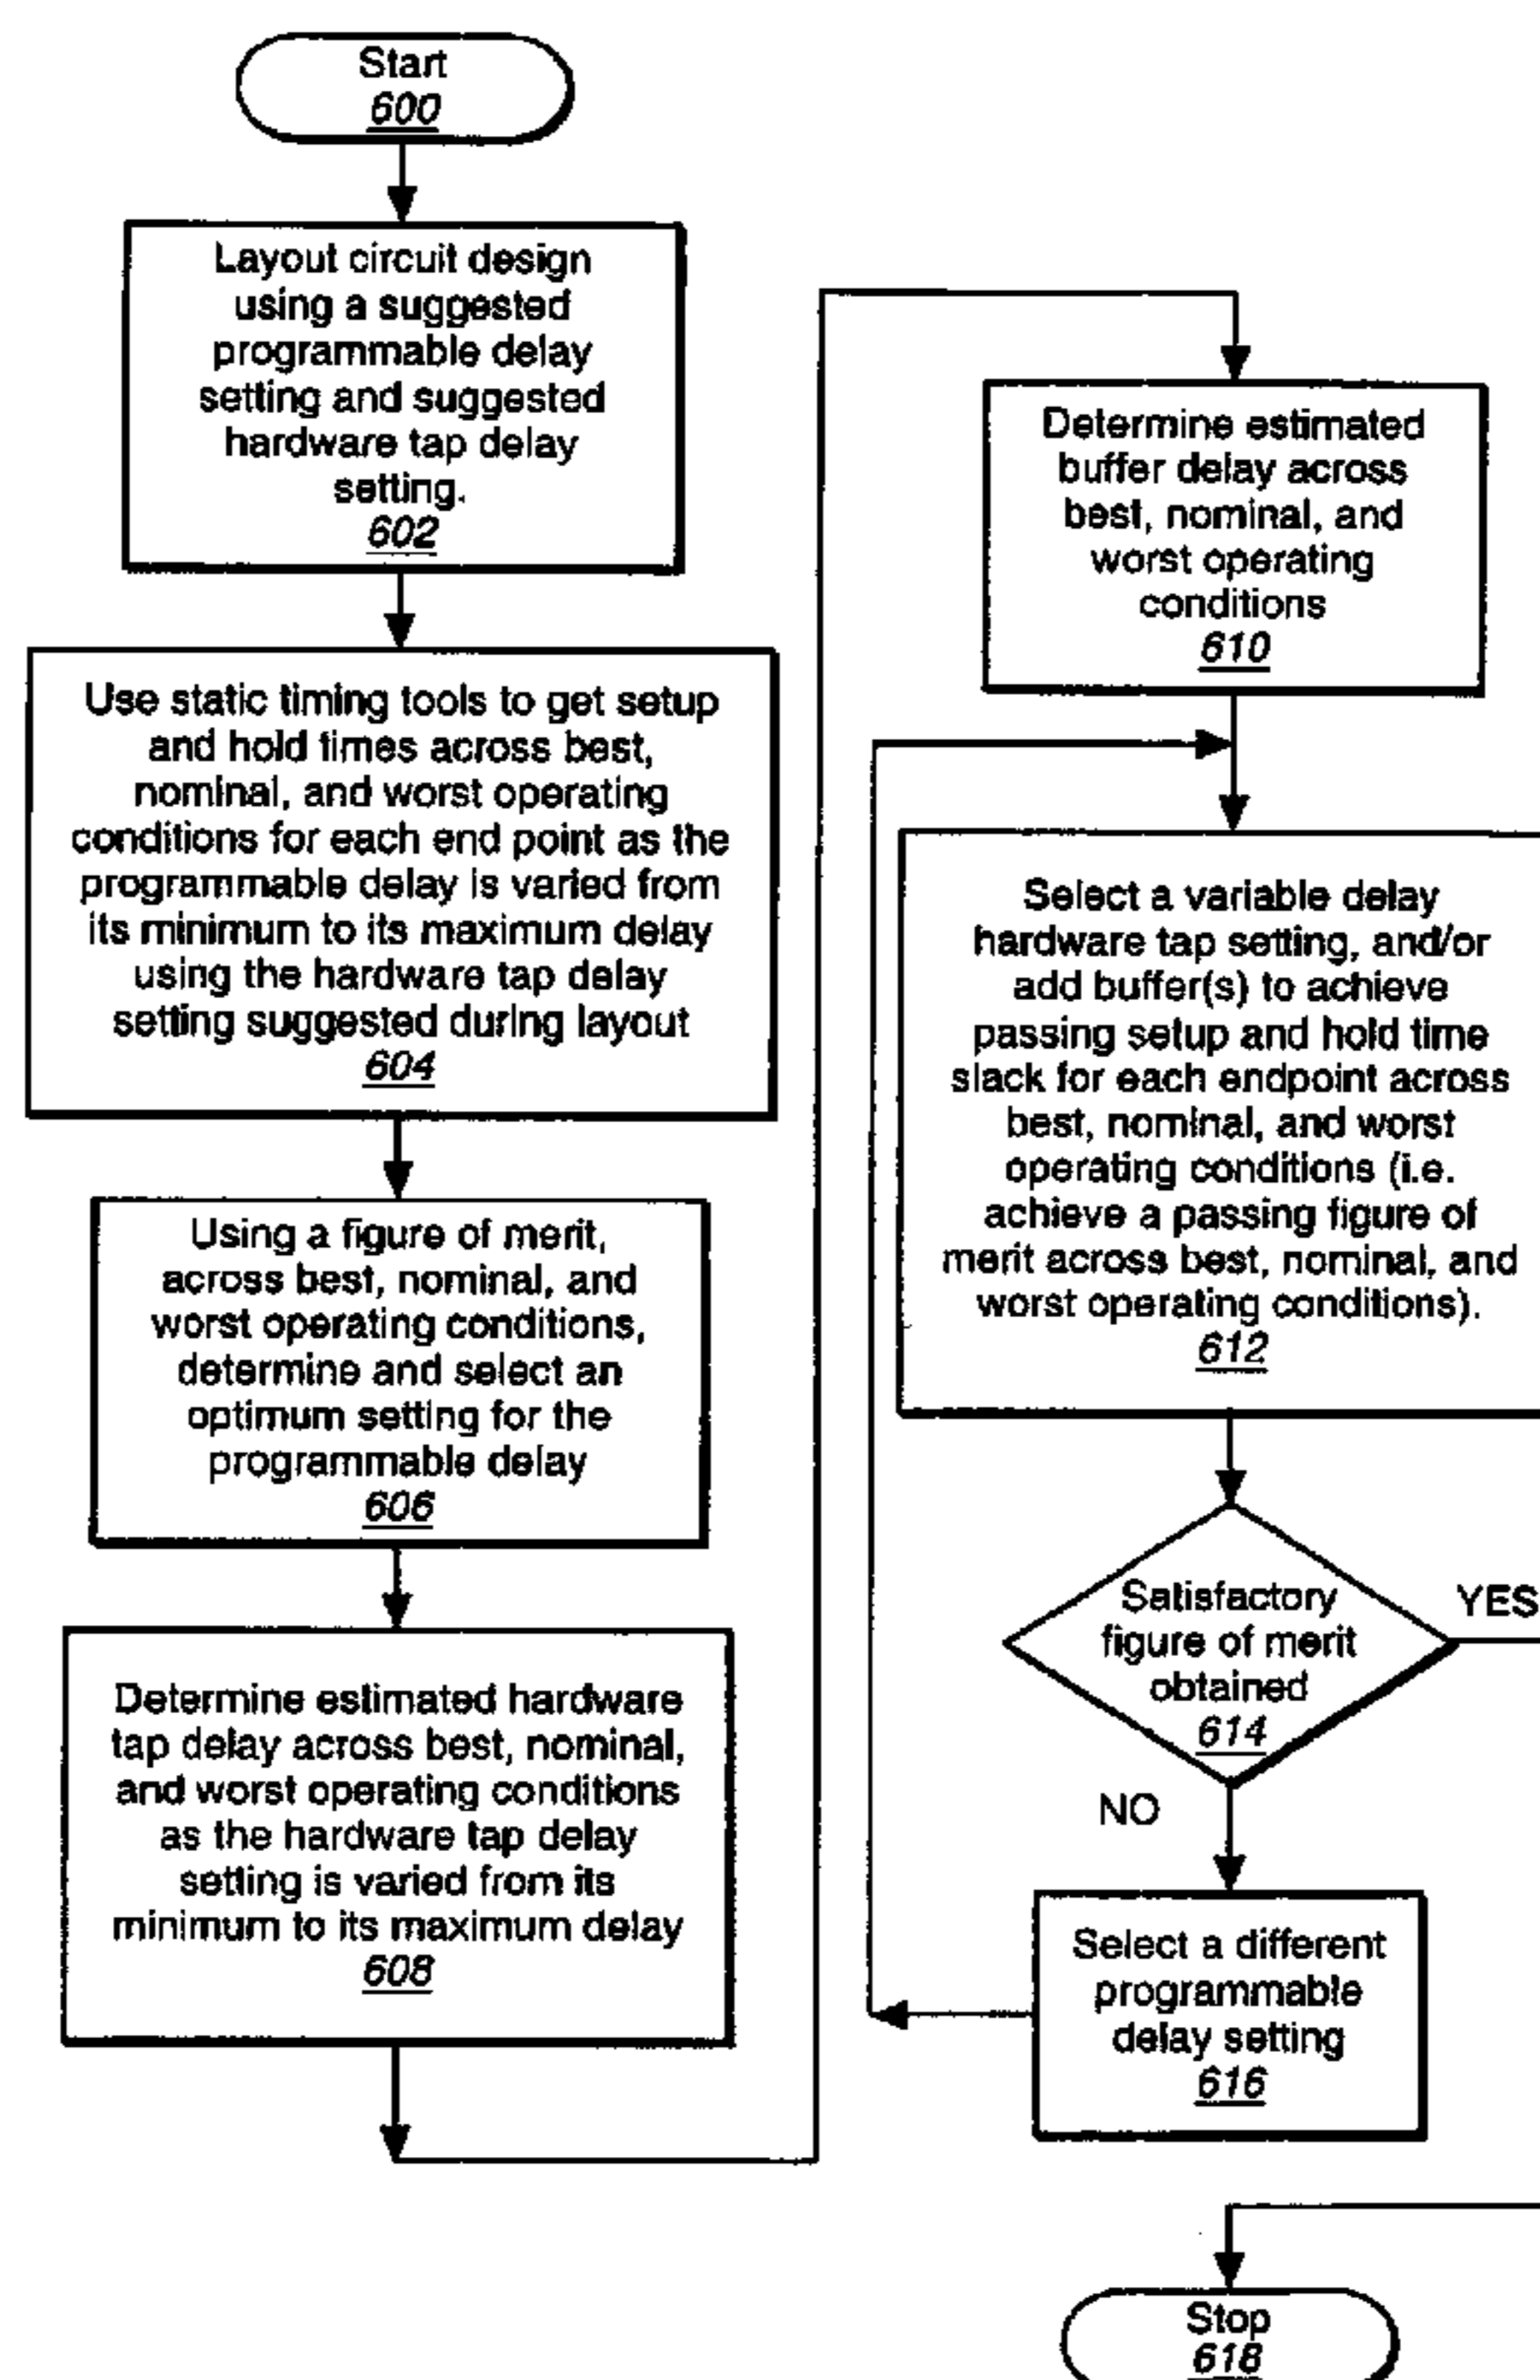 Start
600
Layout circuit design
using a suggested
programmable delay
setting and suggested
hardware tap delay
setting.
602
Use static timing tools to get setup
and hold times across best,
nominal, and worst operating
conditions for each end point as the
programmable delay is varied from
its minimum to its maximum delay
using the hardware tap delay
setting suggested during layout
604
Using a figure of merit,
across best, nominal, and
worst operating conditions,
determine and select an
optimum setting for the
programmable delay
606
Determine estimated hardware
tap delay across best, nominal,
and worst operating conditions
as the hardware tap delay
setting is varied from its
minimum to its maximum delay
608
Determine estimated
buffer delay across
best, nominal, and
worst operating
conditions
610
Select a variable delay
hardware tap setting, and/or
add buffer(s) to achieve
passing setup and hold time
slack for each endpoint across
best, nominal, and worst
operating conditions (i.e.
achieve a passing figure of
merit across best, nominal, and
worst operating conditions).
612
Satisfactory
figure of merit
obtained
614
YES
NO
Select a different
programmable
delay setting
616
Stop
618